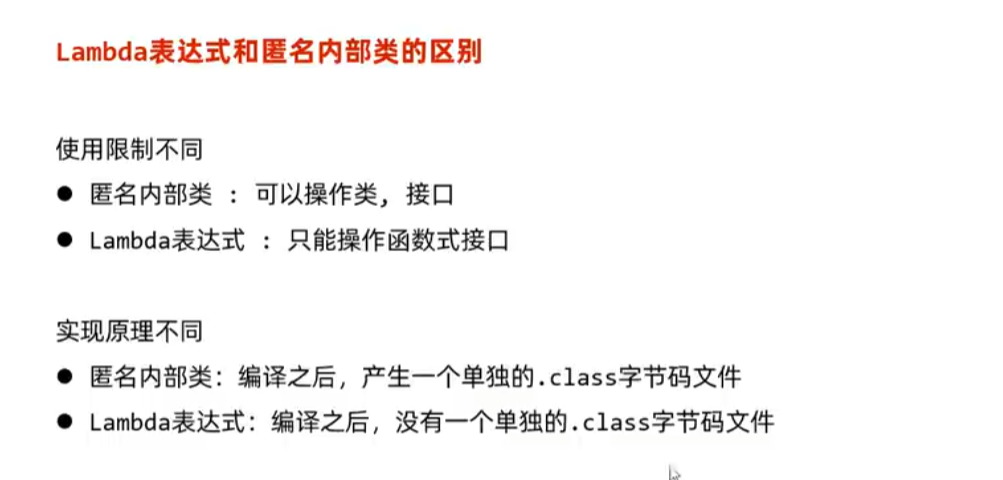 Lambda表达式和匿名内部类的区别
使用限制不同
● 匿名内部类 : 可以操作类, 接口
● Lambda表达式 : 只能操作函数式接口
实现原理不同
● 匿名内部类：编译之后，产生一个单独的.class字节码文件
● Lambda表达式：编译之后，没有一个单独的.class字节码文件